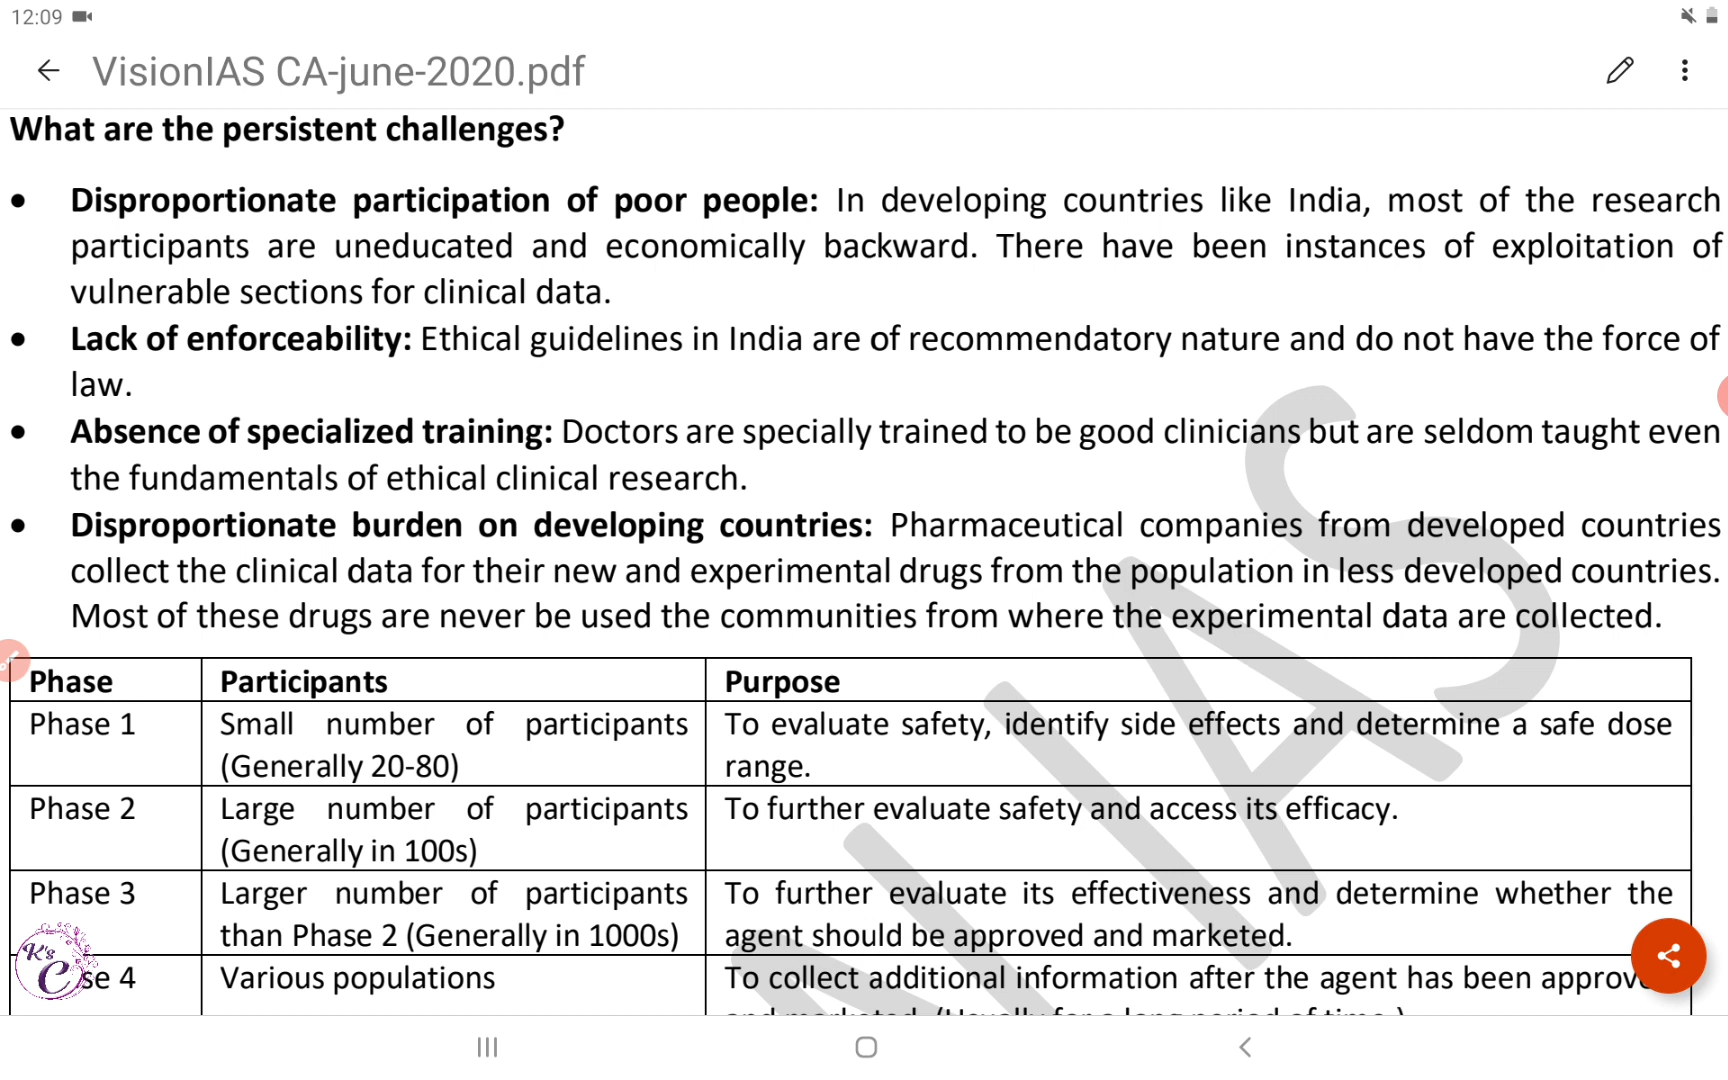 12:09
VisionIAS CA-june-2020.pdf
What are the persistent challenges?
• Disproportionate participation of poor people: In developing countries like India, most of the research
participants are uneducated and economically backward. There have been instances of exploitation of
vulnerable sections for clinical data.
• Lack of enforceability: Ethical guidelines in India are of recommendatory nature and do not have the force of
law.
• Absence of specialized training: Doctors are specially trained to be good clinicians but are seldom taught even
the fundamentals of ethical clinical research.
• Disproportionate burden on developing countries: Pharmaceutical companies from developed countries
collect the clinical data for their new and experimental drugs from the population in less developed countries.
Most of these drugs are never be used the communities from where the experimental data are collected.
Phase Participants Purpose
Phase 1 Small number of participants To evaluate safety, identify side effects and determine a safe dose
(Generally 20-80) range.
Phase 2 Large number of participants To further evaluate safety and access its efficacy.
(Generally in 100s)
Phase 3 Larger number of participants To further evaluate its effectiveness and determine whether the
than Phase 2 (Generally in 1000s) agent should be approved and marketed.
K's
C
se 4 Various populations To collect additional information after the agent has been approv
and marketed. (Usually for a long period of time.)
N IAS